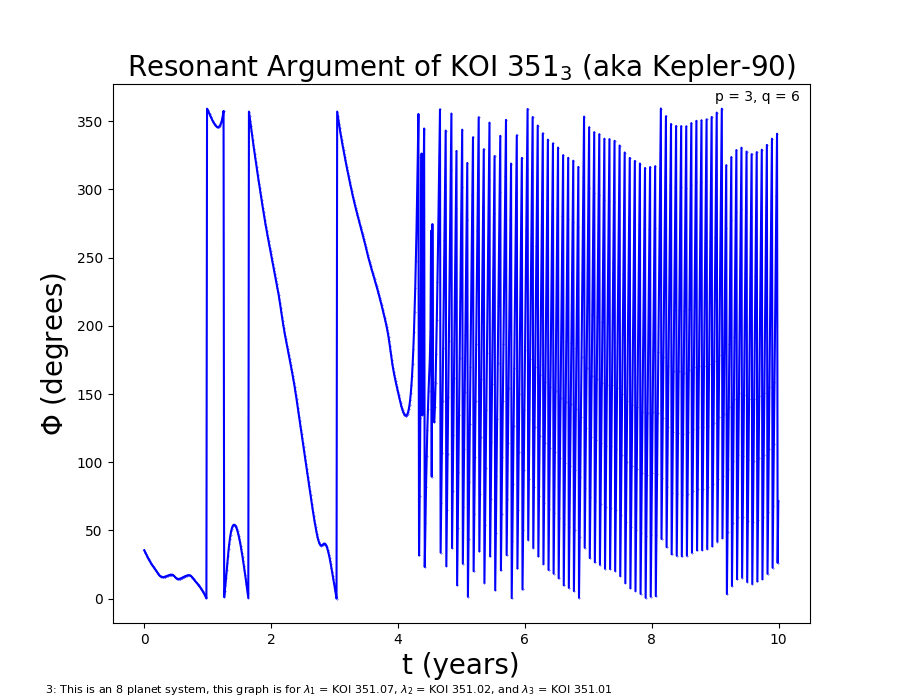 Resonant Argument of KOI 351₃ (aka Kepler-90)
p = 3, q = 6
350
300
250
200
150
100
50
0
Φ (degrees)
0 2 4 6 8 10
t (years)
3: This is an 8 planet system, this graph is for λ₁ = KOI 351.07, λ₂ = KOI 351.02, and λ₃ = KOI 351.01